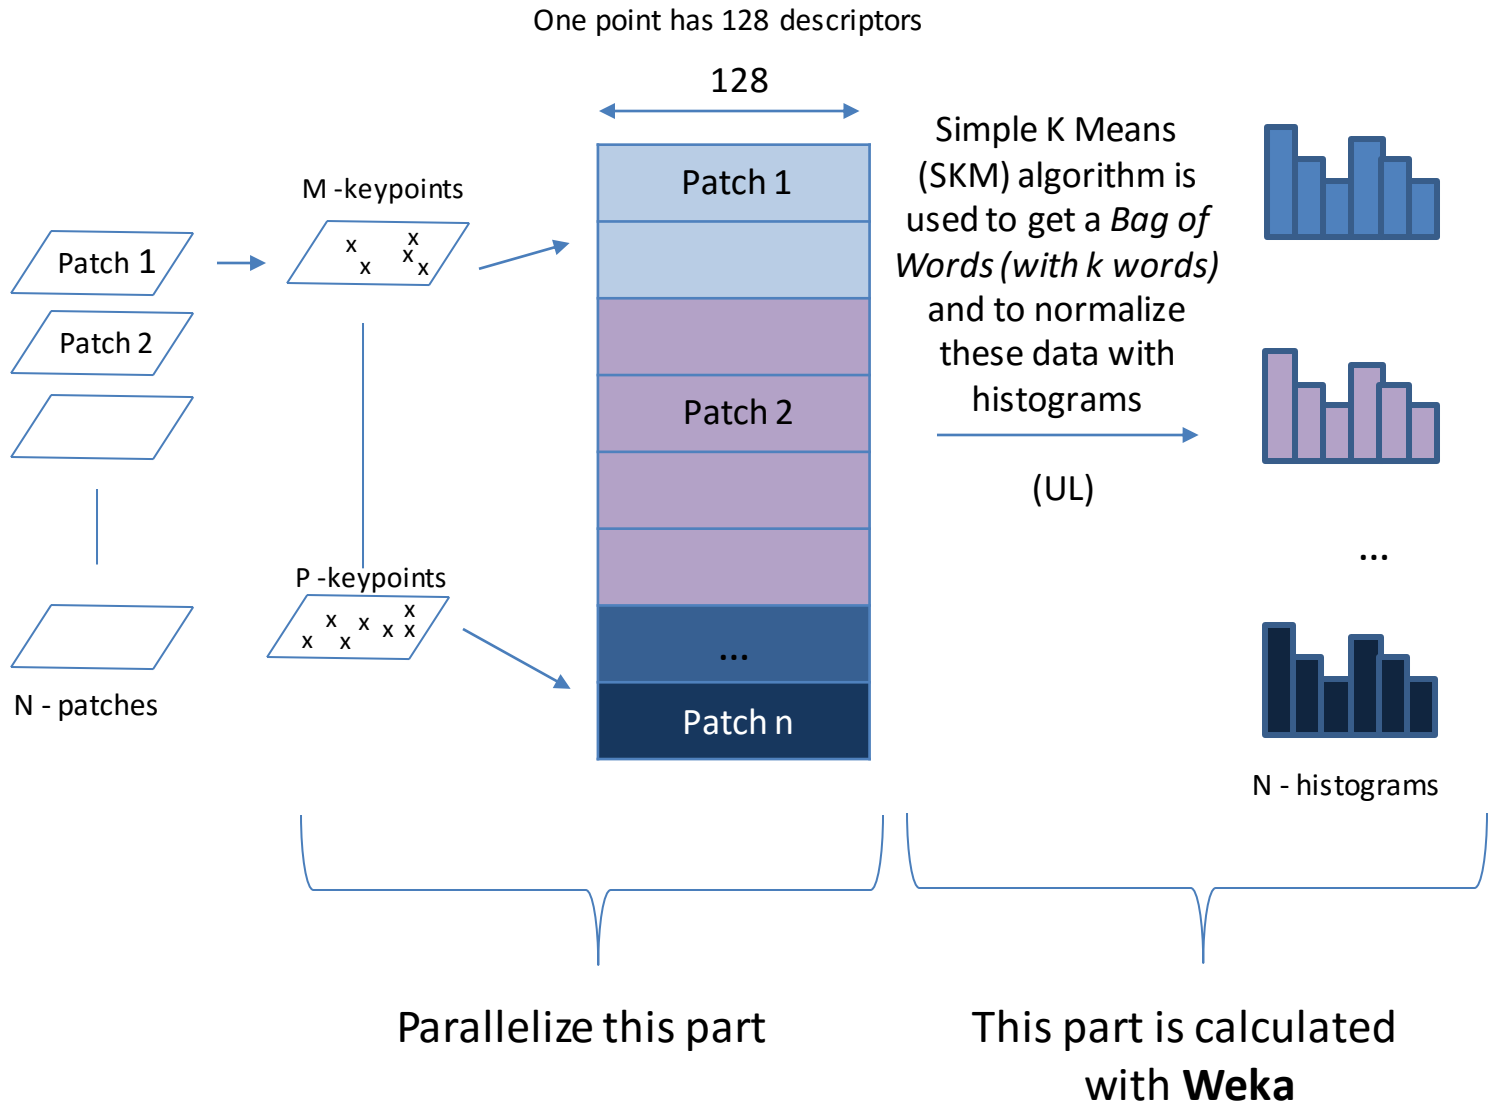 One point has 128 descriptors
128
M -keypoints
Patch 1
Patch 2
x
x
x
x
x
x
P -keypoints
x
x
x
x
x
x
x
x
N - patches
Patch 1
Patch 2
...
Patch n
Simple K Means
(SKM) algorithm is
used to get a Bag of
Words (with k words)
and to normalize
these data with
histograms
(UL)
...
N - histograms
Parallelize this part
This part is calculated
with Weka